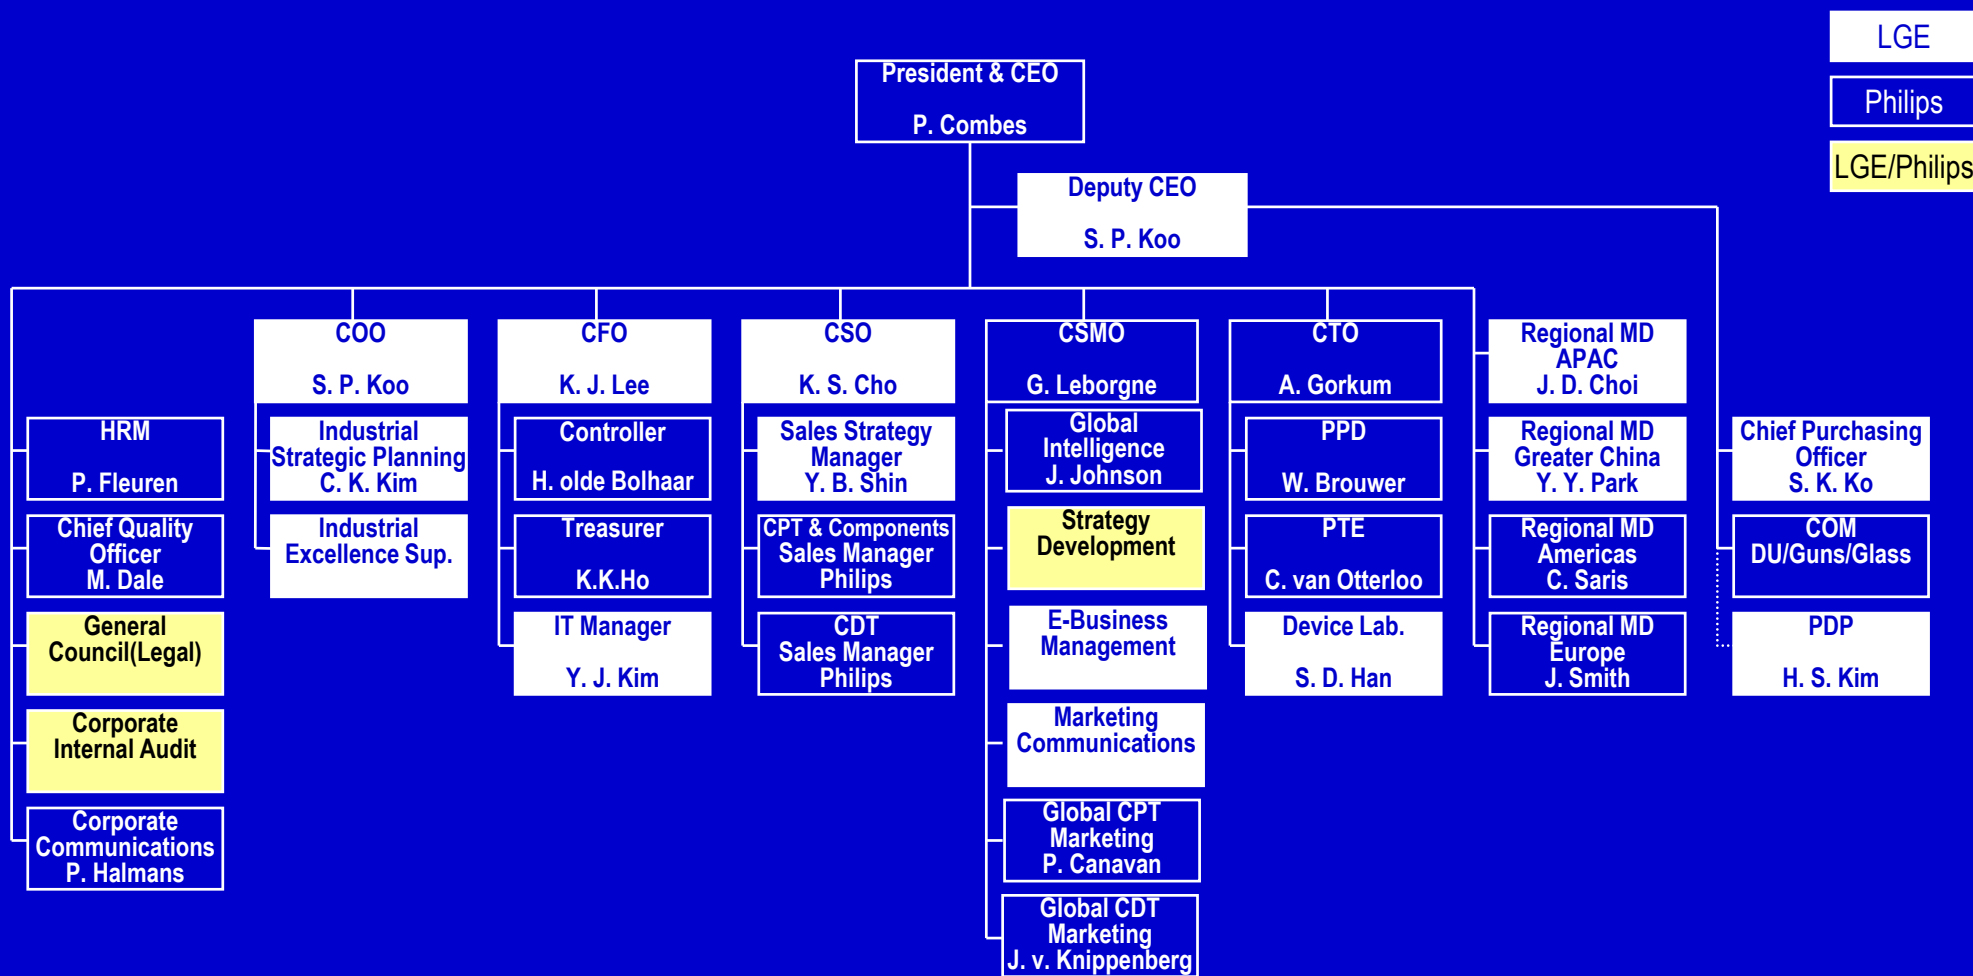 LGE
Philips
LGE/Philips
President & CEO
P. Combes
Deputy CEO
S. P. Koo
HRM
P. Fleuren
Chief Quality
Officer
M. Dale
General
Council(Legal)
Corporate
Internal Audit
Corporate
Communications
P. Halmans
COO
S. P. Koo
Industrial
Strategic Planning
C. K. Kim
Industrial
Excellence Sup.
CFO
K. J. Lee
Controller
H. olde Bolhaar
Treasurer
K.K.Ho
IT Manager
Y. J. Kim
CSO
K. S. Cho
Sales Strategy
Manager
Y. B. Shin
CPT & Components
Sales Manager
Philips
CDT
Sales Manager
Philips
CSMO
G. Leborgne
Global
Intelligence
J. Johnson
Strategy
Development
E-Business
Management
Marketing
Communications
Global CPT
Marketing
P. Canavan
Global CDT
Marketing
J. v. Knippenberg
CTO
A. Gorkum
PPD
W. Brouwer
PTE
C. van Otterloo
Device Lab.
S. D. Han
Regional MD
APAC
J. D. Choi
Regional MD
Greater China
Y. Y. Park
Regional MD
Americas
C. Saris
Regional MD
Europe
J. Smith
Chief Purchasing
Officer
S. K. Ko
COM
DU/Guns/Glass
PDP
H. S. Kim